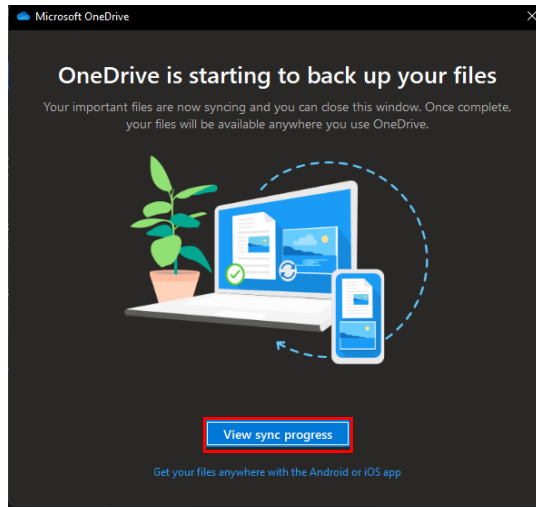 Microsoft OneDrive
OneDrive is starting to back up your files
Your important files are now syncing and you can close this window. Once complete,
your files will be available anywhere you use OneDrive.
View sync progress
Get your files anywhere with the Android or iOS app